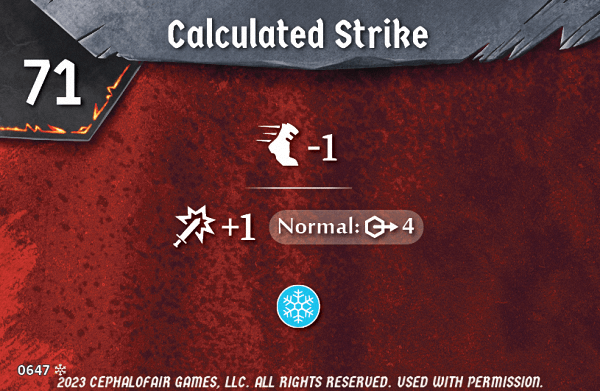 Calculated Strike
71
-1
+1 Normal: 4
0647
2023 CEPHALOFAIR GAMES, LLC. ALL RIGHTS RESERVED. USED WITH PERMISSION.